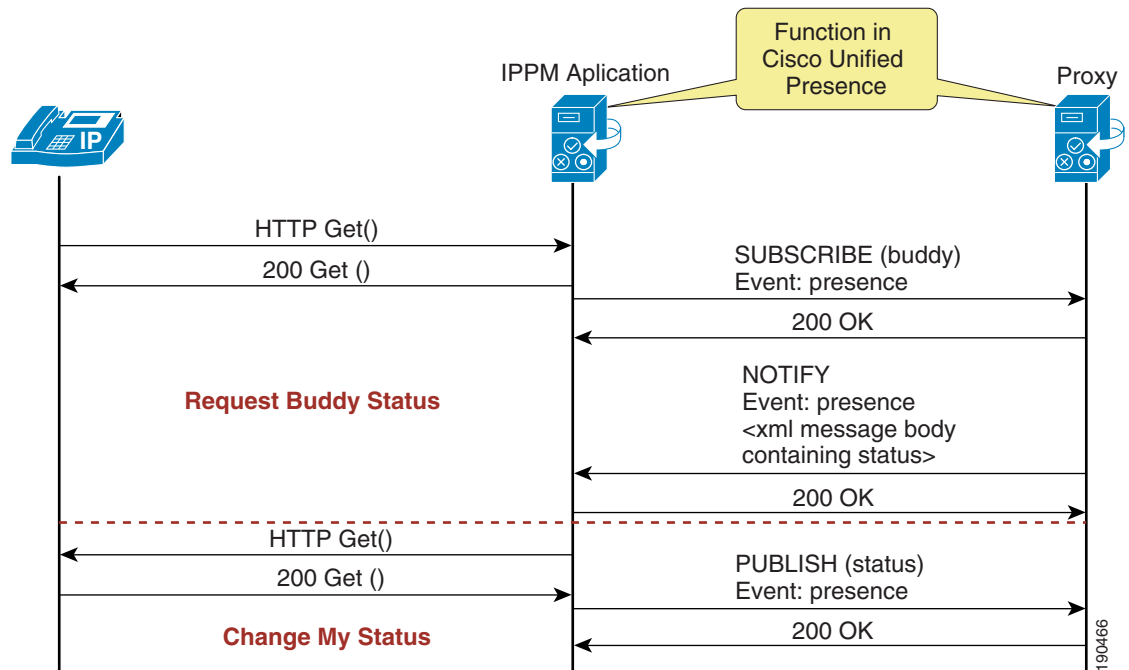 Function in
Cisco Unified
Presence
IPPM Aplication
Proxy
IP
HTTP Get()
200 Get ()
SUBSCRIBE (buddy)
Event: presence
200 OK
Request Buddy Status
NOTIFY
Event: presence
<xml message body
containing status>
200 OK
HTTP Get()
200 Get ()
PUBLISH (status)
Event: presence
Change My Status
200 OK
190466